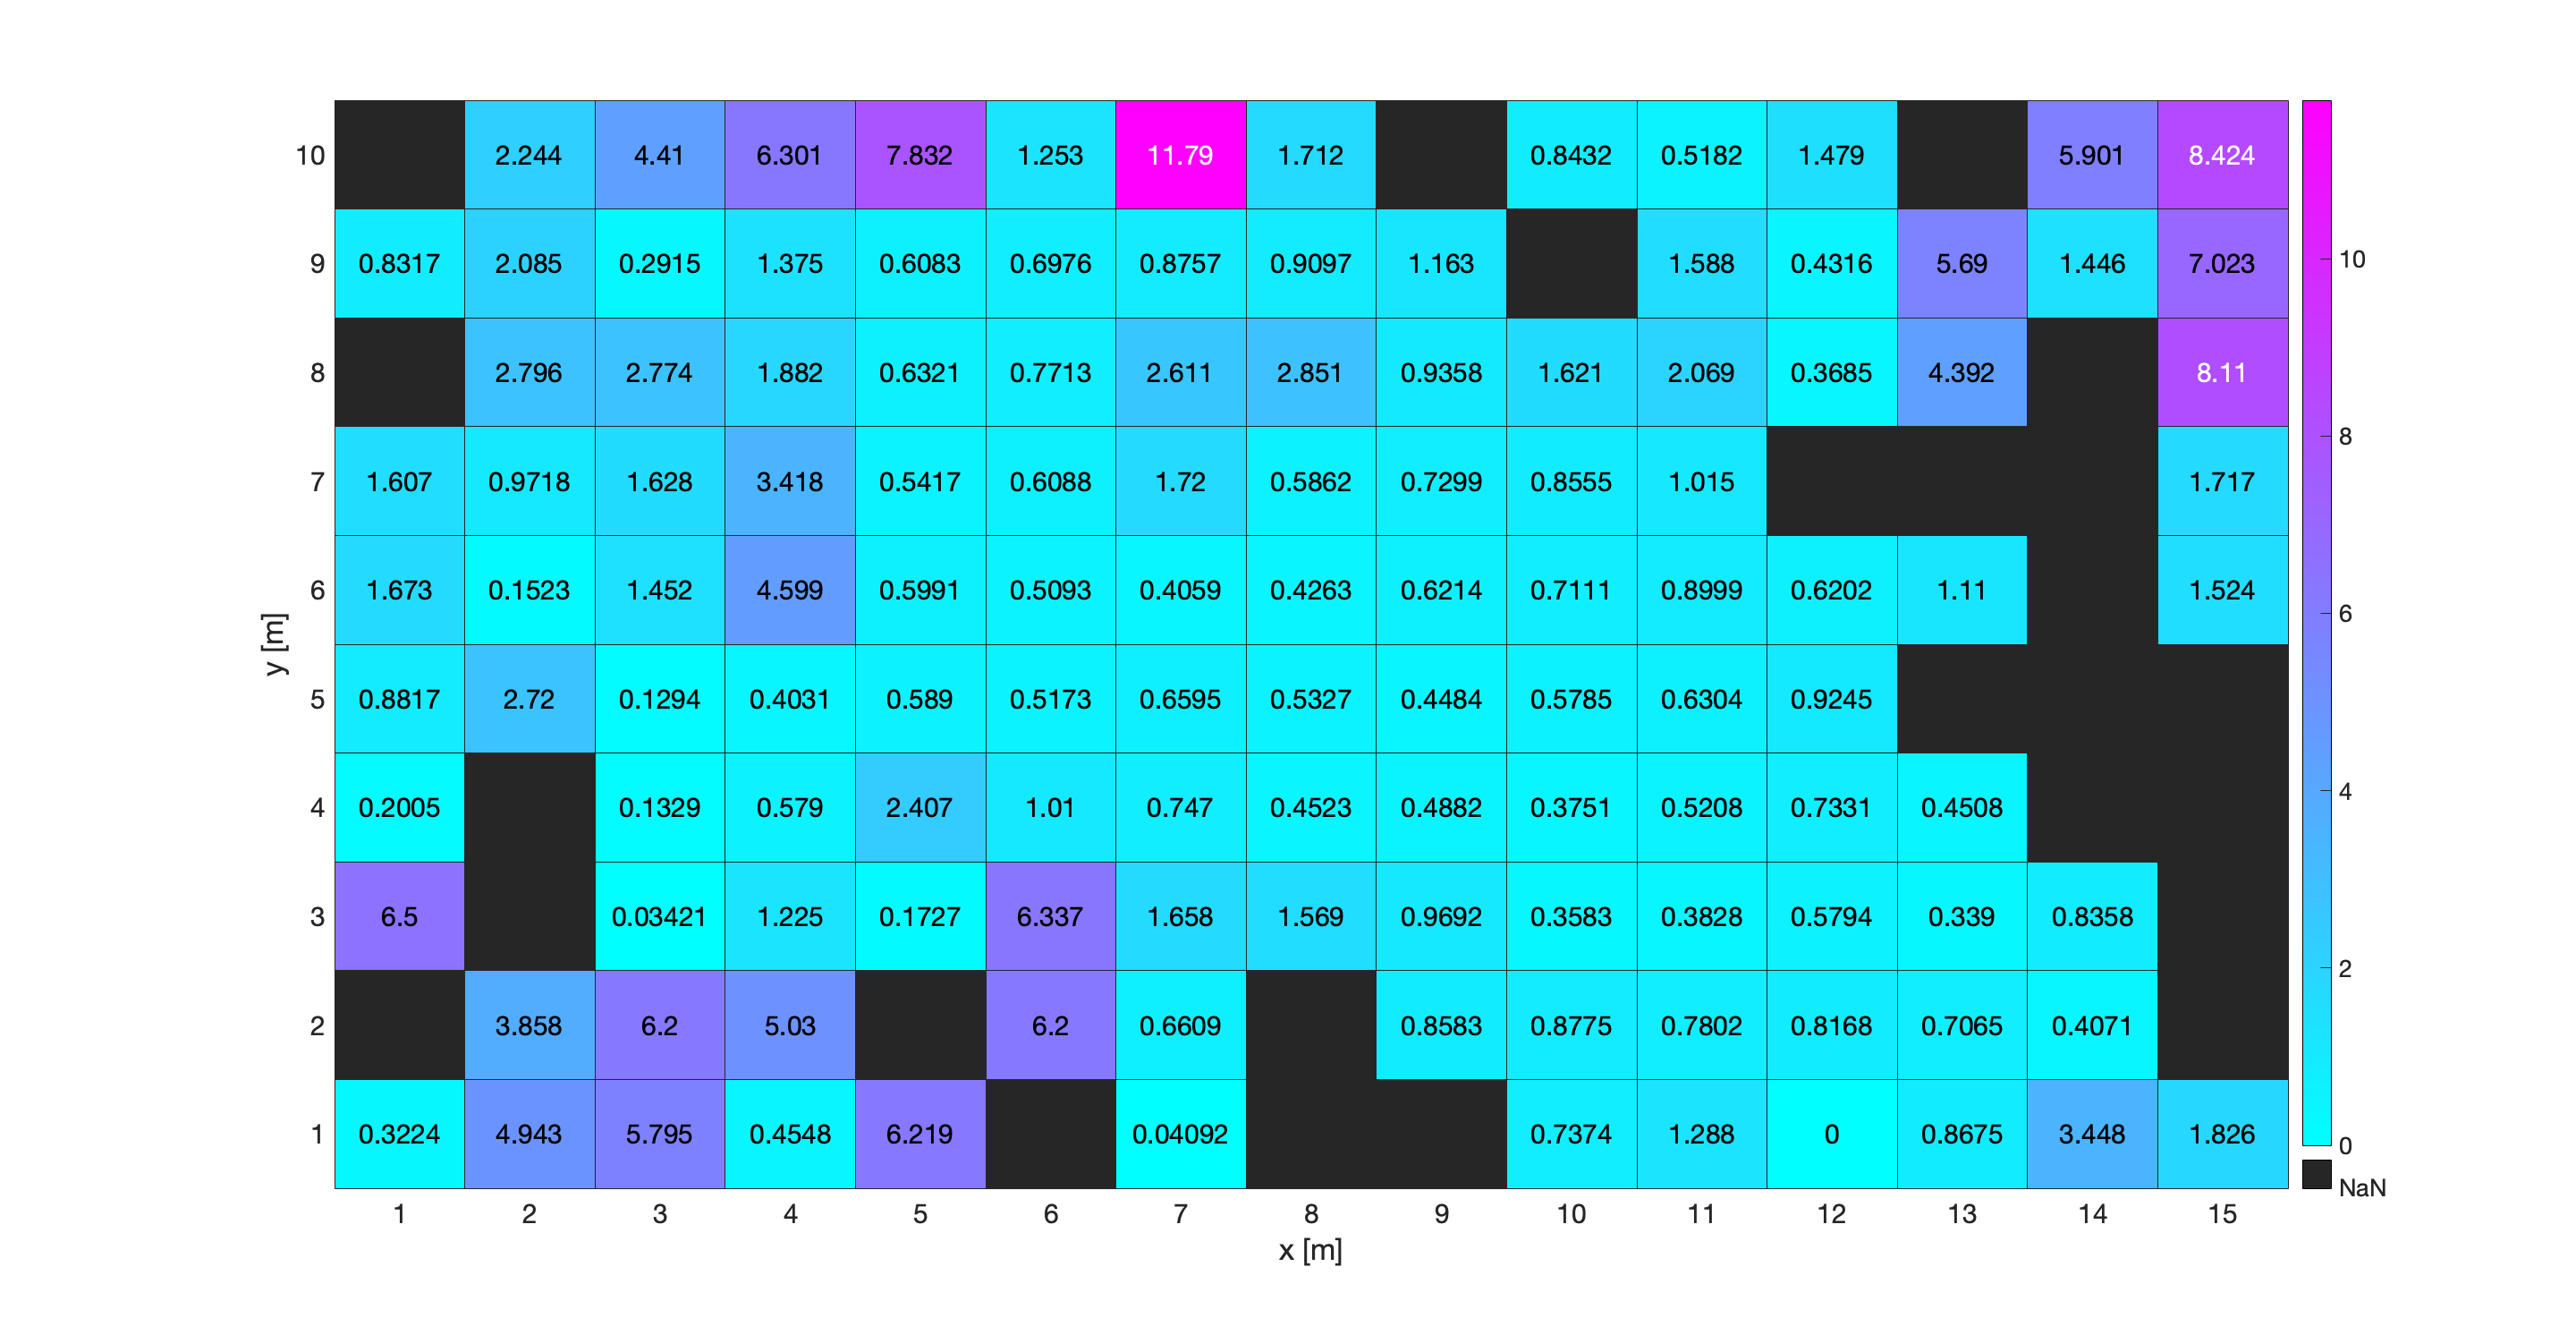 10 2.244 4.41 6.301 7.832 1.253 11.79 1.712 0.8432 0.5182 1.479 5.901 8.424
9 0.8317 2.085 0.2915 1.375 0.6083 0.6976 0.8757 0.9097 1.163 1.588 0.4316 5.69 1.446 7.023
10
8 2.796 2.774 1.882 0.6321 0.7713 2.611 2.851 0.9358 1.621 2.069 0.3685 4.392 8.11
8
7 1.607 0.9718 1.628 3.418 0.5417 0.6088 1.72 0.5862 0.7299 0.8555 1.015 1.717
6 1.673 0.1523 1.452 4.599 0.5991 0.5093 0.4059 0.4263 0.6214 0.7111 0.8999 0.6202 1.11 1.524
6
y [m]
5 0.8817 2.72 0.1294 0.4031 0.589 0.5173 0.6595 0.5327 0.4484 0.5785 0.6304 0.9245
4
4 0.2005 0.1329 0.579 2.407 1.01 0.747 0.4523 0.4882 0.3751 0.5208 0.7331 0.4508
3 6.5 0.03421 1.225 0.1727 6.337 1.658 1.569 0.9692 0.3583 0.3828 0.5794 0.339 0.8358
2
2 3.858 6.2 5.03 6.2 0.6609 0.8583 0.8775 0.7802 0.8168 0.7065 0.4071
1 0.3224 4.943 5.795 0.4548 6.219 0.04092 0.7374 1.288 0 0.8675 3.448 1.826
0
NaN
1 2 3 4 5 6 7 8 9 10 11 12 13 14 15
x [m]